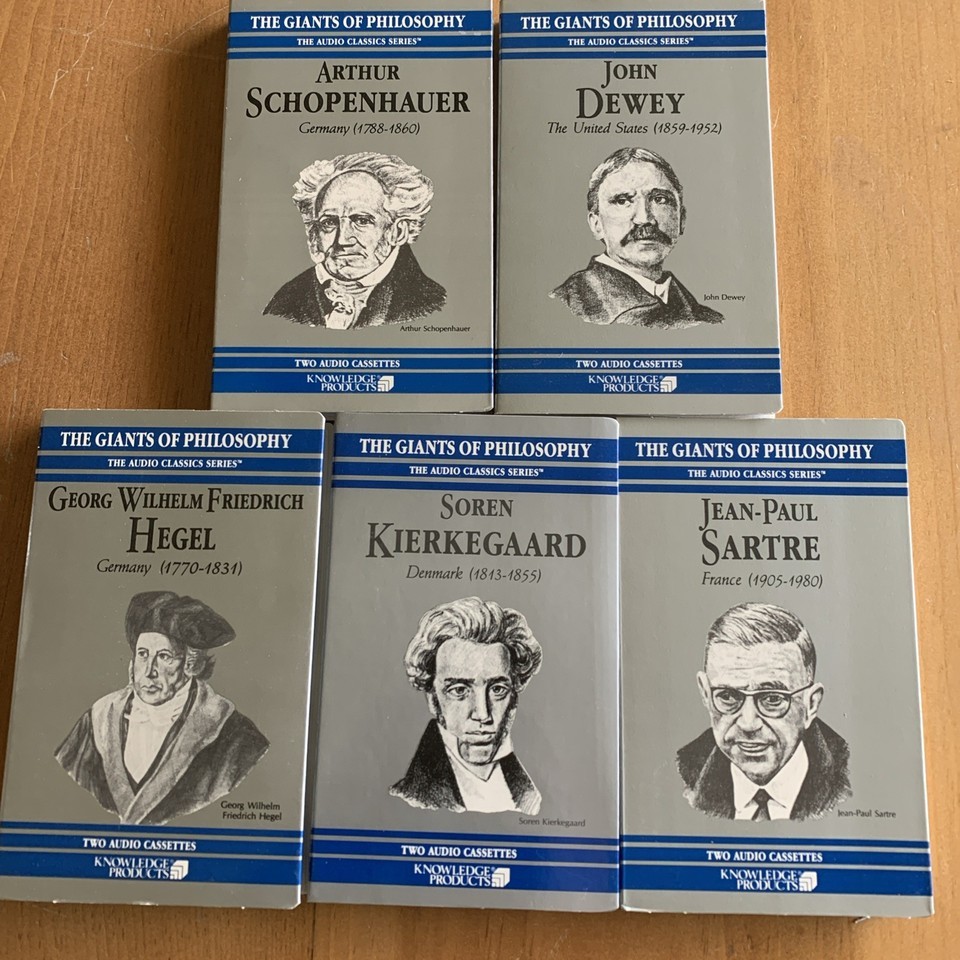 THE GIANTS OF PHILOSOPHY
THE AUDIO CLASSICS SERIES™
ARTHUR
SCHOPENHAUER
Germany (1788-1860)
Arthur Schopenhauer
TWO AUDIO CASSETTES
KNOWLEDGE®
PRODUCTS
THE GIANTS OF PHILOSOPHY
THE AUDIO CLASSICS SERIES™
JOHN
DEWEY
The United States (1859-1952)
John Dewey
TWO AUDIO CASSETTES
KNOWLEDGE®
PRODUCTS
THE GIANTS OF PHILOSOPHY
THE AUDIO CLASSICS SERIES™
GEORG WILHELM FRIEDRICH
HEGEL
Germany (1770-1831)
Georg Wilhelm
Friedrich Hegel
TWO AUDIO CASSETTES
KNOWLEDGE®
PRODUCTS
THE GIANTS OF PHILOSOPHY
THE AUDIO CLASSICS SERIES™
SOREN
KIERKEGAARD
Denmark (1813-1855)
Soren Kierkegaard
TWO AUDIO CASSETTES
KNOWLEDGE®
PRODUCTS
THE GIANTS OF PHILOSOPHY
THE AUDIO CLASSICS SERIES™
JEAN-PAUL
SARTRE
France (1905-1980)
Jean-Paul Sartre
TWO AUDIO CASSETTES
KNOWLEDGE®
PRODUCTS